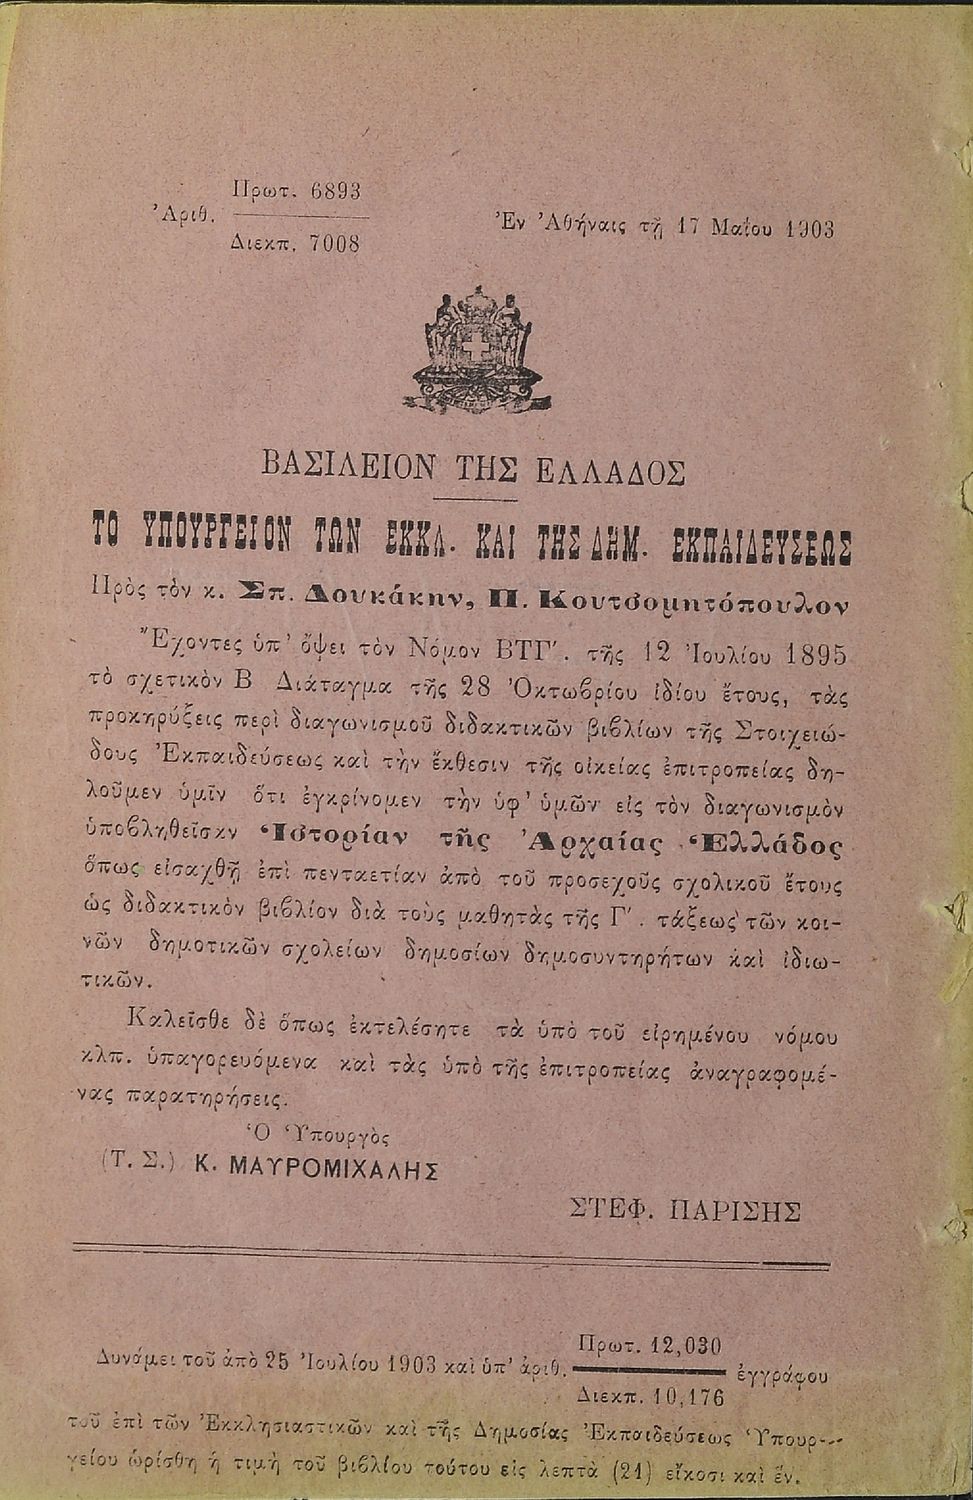 Πρωτ. 6893
Ἀριθ.
Διεκπ. 7008
Ἐν Ἀθήναις τῇ 17 Μαΐου 1903
ΒΑΣΙΛΕΙΟΝ ΤΗΣ ΕΛΛΑΔΟΣ
ΤΟ ΥΠΟΥΡΓΕΙΟΝ ΤΩΝ ΕΚΚΛ. ΚΑΙ ΤΗΣ ΔΗΜ. ΕΚΠΑΙΔΕΥΣΕΩΣ
Πρὸς τὸν κ. Σπ. Δουκάκην, Π. Κουτσομητόπουλον
Ἔχοντες ὑπ' ὄψει τὸν Νόμον ΒΤΓ'. τῆς 12 Ἰουλίου 1895
τὸ σχετικὸν Β Διάταγμα τῆς 28 Ὀκτωβρίου ἰδίου ἔτους, τὰς
προκηρύξεις περὶ διαγωνισμοῦ διδακτικῶν βιβλίων τῆς Στοιχειώ-
δους Ἐκπαιδεύσεως καὶ τὴν ἔκθεσιν τῆς οἰκείας ἐπιτροπείας δη-
λοῦμεν ὑμῖν ὅτι ἐγκρίνομεν τὴν ὑφ' ὑμῶν εἰς τὸν διαγωνισμὸν
ὑποβληθεῖσαν Ἱστορίαν τῆς Ἀρχαίας Ἑλλάδος
ὅπως εἰσαχθῇ ἐπὶ πενταετίαν ἀπὸ τοῦ προσεχοῦς σχολικοῦ ἔτους
ὡς διδακτικὸν βιβλίον διὰ τοὺς μαθητὰς τῆς Γ'. τάξεως τῶν κοι-
νῶν δημοτικῶν σχολείων δημοσίων δημοσυντηρήτων καὶ ἰδιω-
τικῶν.
Καλεῖσθε δὲ ὅπως ἐκτελέσητε τὰ ὑπὸ τοῦ εἰρημένου νόμου
κλπ. ὑπαγορευόμενα καὶ τὰς ὑπὸ τῆς ἐπιτροπείας ἀναγραφομέ-
νας παρατηρήσεις.
Ὁ Ὑπουργὸς
(Τ. Σ.) Κ. ΜΑΥΡΟΜΙΧΑΛΗΣ
ΣΤΕΦ. ΠΑΡΙΣΗΣ
Πρωτ. 12,030
Δυνάμει τοῦ ἀπὸ 25 Ἰουλίου 1903 καὶ ὑπ' ἀριθ. ἐγγράφου
Διεκπ. 10,176
τοῦ ἐπὶ τῶν Ἐκκλησιαστικῶν καὶ τῆς Δημοσίας Ἐκπαιδεύσεως Ὑπουρ-
γείου ὡρίσθη ἡ τιμὴ τοῦ βιβλίου τούτου εἰς λεπτὰ (21) εἴκοσι καὶ ἕν.